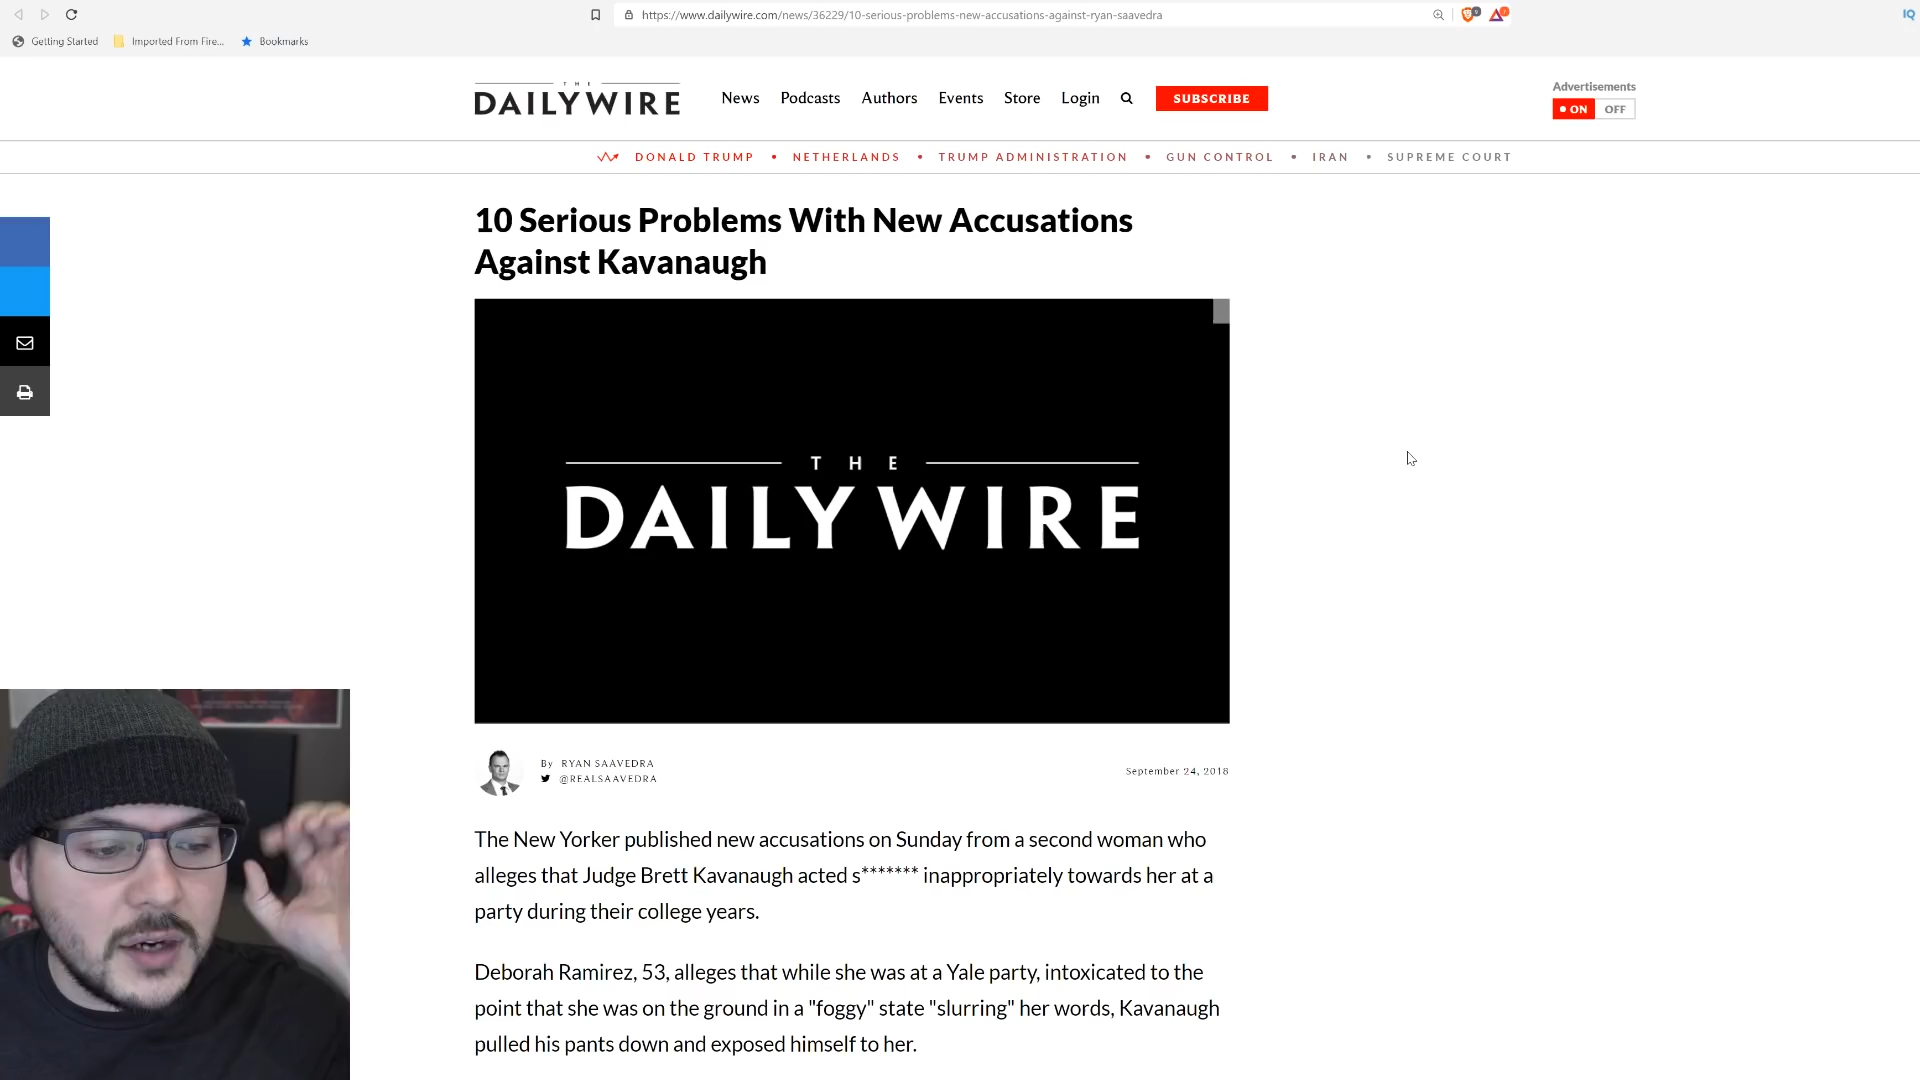 https://www.dailywire.com/news/36229/10-serious-problems-new-accusations-against-ryan-saavedra
IQ
Getting Started
Imported From Fire...
Bookmarks
THE
DAILYWIRE
News Podcasts Authors Events Store Login
SUBSCRIBE
Advertisements
ON OFF
DONALD TRUMP • NETHERLANDS • TRUMP ADMINISTRATION • GUN CONTROL • IRAN • SUPREME COURT
10 Serious Problems With New Accusations
Against Kavanaugh
THE
DAILYWIRE
By RYAN SAAVEDRA
@REALSAAVEDRA
September 24, 2018
The New Yorker published new accusations on Sunday from a second woman who
alleges that Judge Brett Kavanaugh acted s******* inappropriately towards her at a
party during their college years.
Deborah Ramirez, 53, alleges that while she was at a Yale party, intoxicated to the
point that she was on the ground in a "foggy" state "slurring" her words, Kavanaugh
pulled his pants down and exposed himself to her.